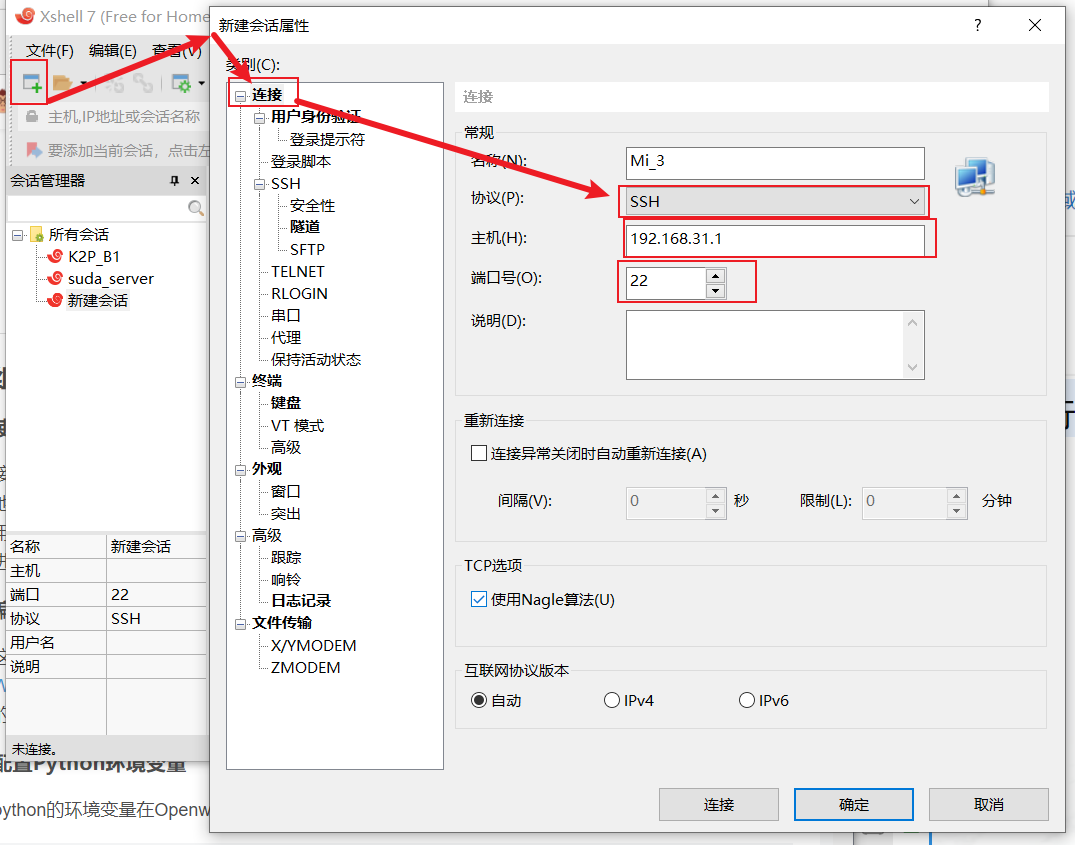 Xshell 7 (Free for Home
文件(F) 编辑(E) 查看(V)
主机,IP地址或会话名称
要添加当前会话，点击左
会话管理器
所有会话
K2P_B1
suda_server
新建会话
名称 新建会话
主机
端口 22
协议 SSH
用户名
说明
未连接。
配置Python环境变量
python的环境变量在Openw
新建会话属性
类别(C):
连接
用户身份验证
登录提示符
登录脚本
SSH
安全性
隧道
SFTP
TELNET
RLOGIN
串口
代理
保持活动状态
终端
键盘
VT 模式
高级
外观
窗口
突出
高级
跟踪
响铃
日志记录
文件传输
X/YMODEM
ZMODEM
连接
常规
名称(N): Mi_3
协议(P): SSH
主机(H): 192.168.31.1
端口号(O): 22
说明(D):
重新连接
连接异常关闭时自动重新连接(A)
间隔(V): 0 秒 限制(L): 0 分钟
TCP选项
使用Nagle算法(U)
互联网协议版本
自动 IPv4 IPv6
连接 确定 取消